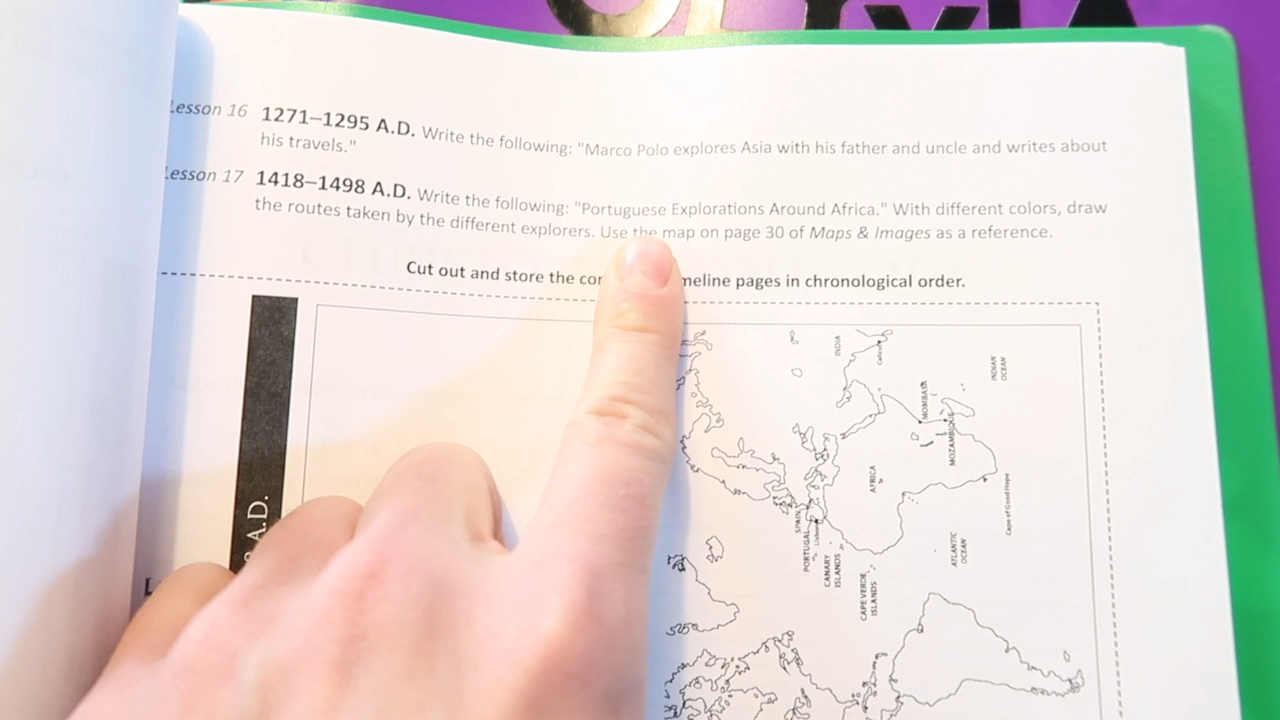 Lesson 16 1271–1295 A.D. Write the following: "Marco Polo explores Asia with his father and uncle and writes about
his travels."
Lesson 17 1418–1498 A.D. Write the following: "Portuguese Explorations Around Africa." With different colors, draw
the routes taken by the different explorers. Use the map on page 30 of Maps & Images as a reference.
Cut out and store the meline pages in chronological order.
A.D.
INDIA
Calicut
INDIAN
OCEAN
MOMBASA
MOZAMBIQUE
AFRICA
Cape of Good Hope
SPAIN
PORTUGAL
Lisbon
CANARY
ISLANDS
ATLANTIC
OCEAN
CAPE VERDE
ISLANDS